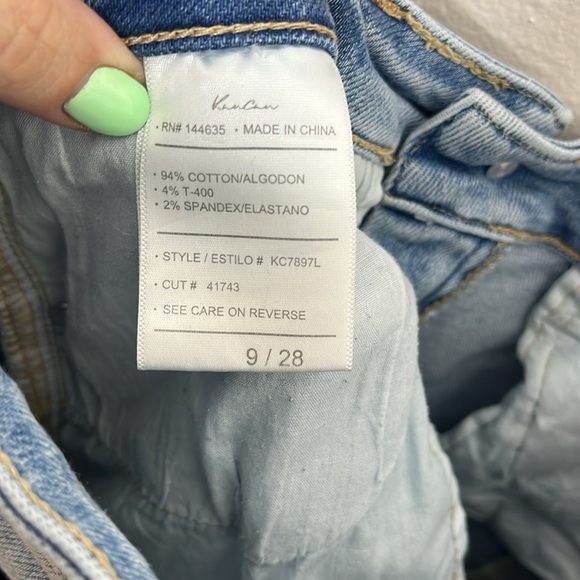 KanCan
• RN# 144635 • MADE IN CHINA
• 94% COTTON/ALGODON
• 4% T-400
• 2% SPANDEX/ELASTANO
• STYLE / ESTILO # KC7897L
• CUT # 41743
• SEE CARE ON REVERSE
9 / 28